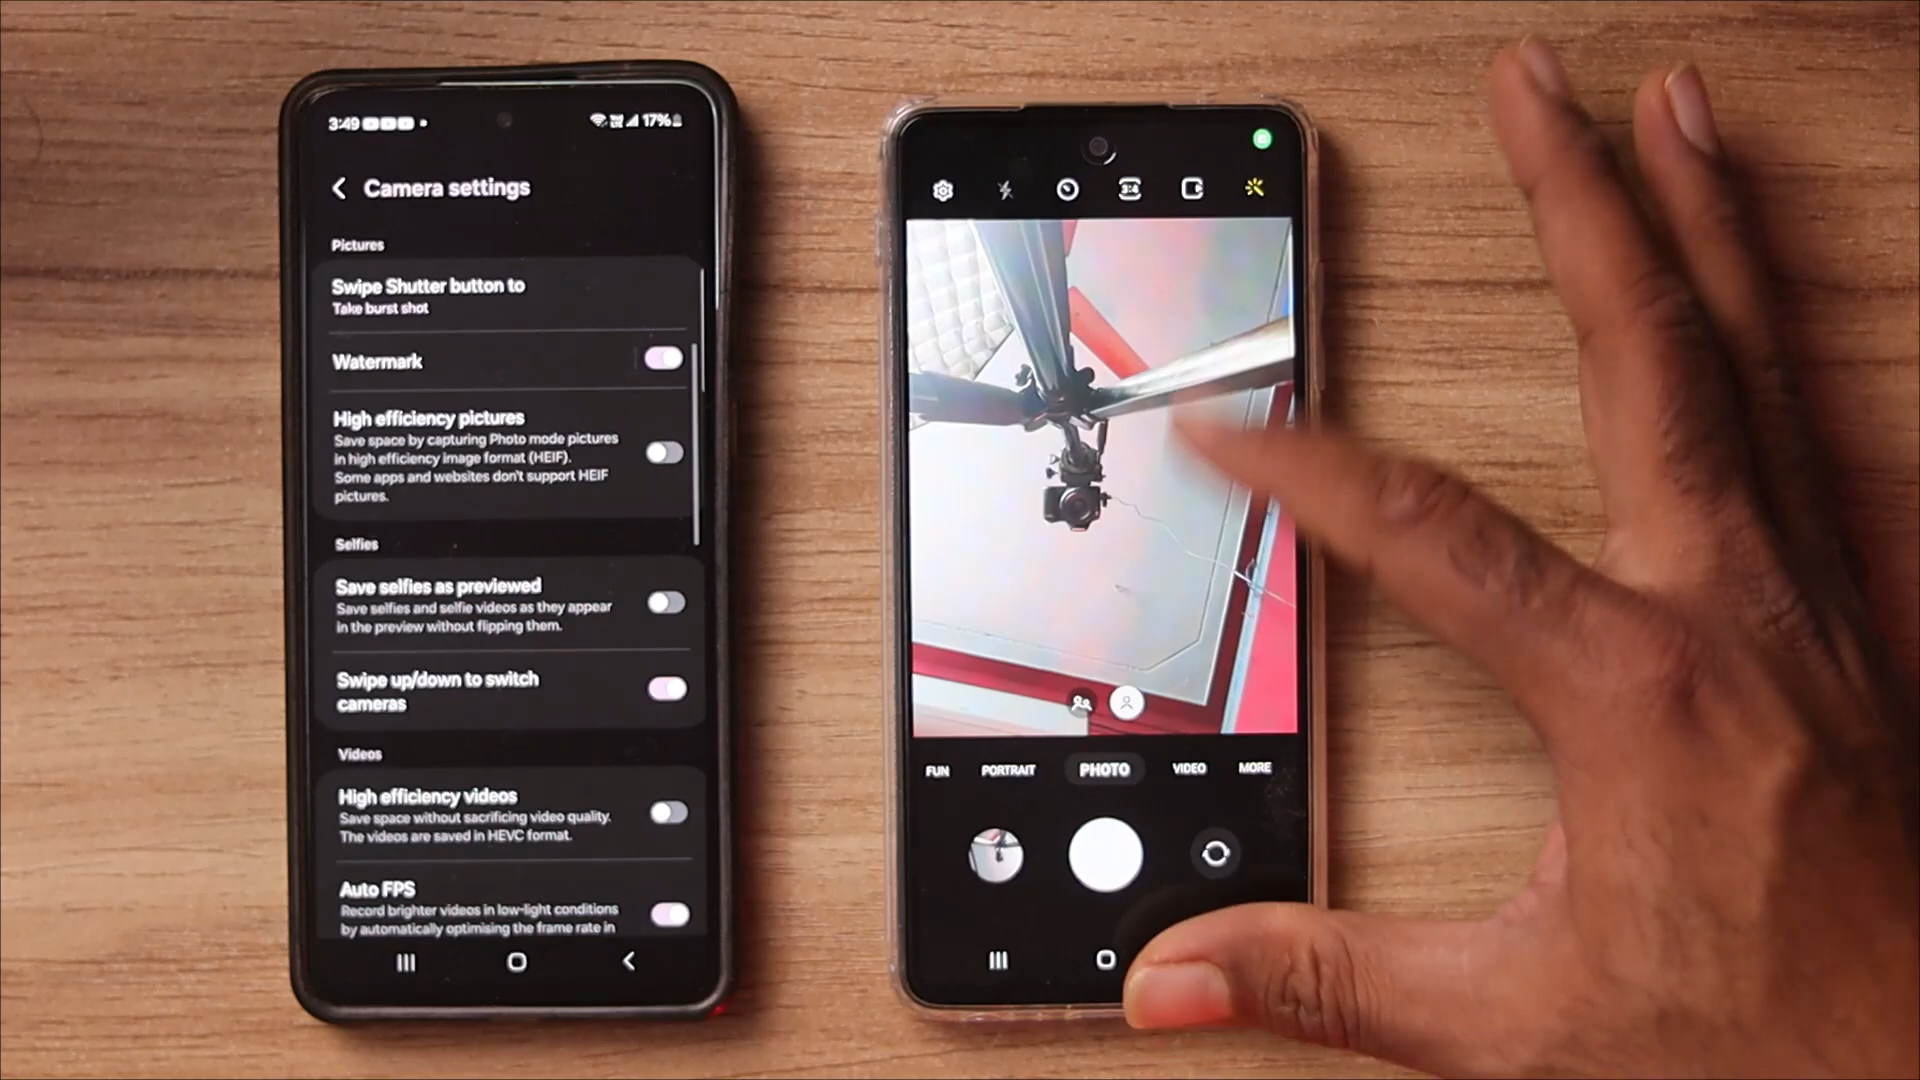 3:49
17%
Camera settings
Pictures
Swipe Shutter button to
Take burst shot
Watermark
High efficiency pictures
Save space by capturing Photo mode pictures
in high efficiency image format (HEIF).
Some apps and websites don't support HEIF
pictures.
Selfies
Save selfies as previewed
Save selfies and selfie videos as they appear
in the preview without flipping them.
Swipe up/down to switch
cameras
Videos
High efficiency videos
Save space without sacrificing video quality.
The videos are saved in HEVC format.
Auto FPS
Record brighter videos in low-light conditions
by automatically optimising the frame rate in
3:4
FUN PORTRAIT PHOTO VIDEO MORE